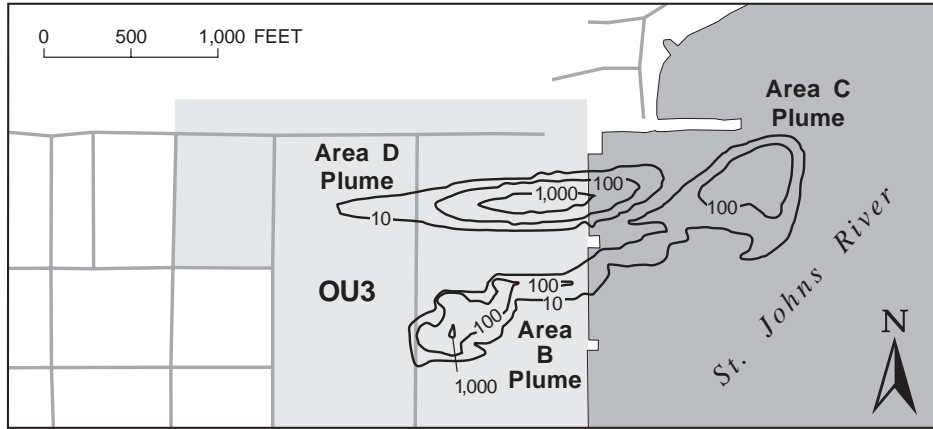 0 500 1,000 FEET
Area C
Plume
Area D
Plume
100
1,000
100
10
OU3
100
10
100
Area
B
Plume
1,000
St. Johns River
N